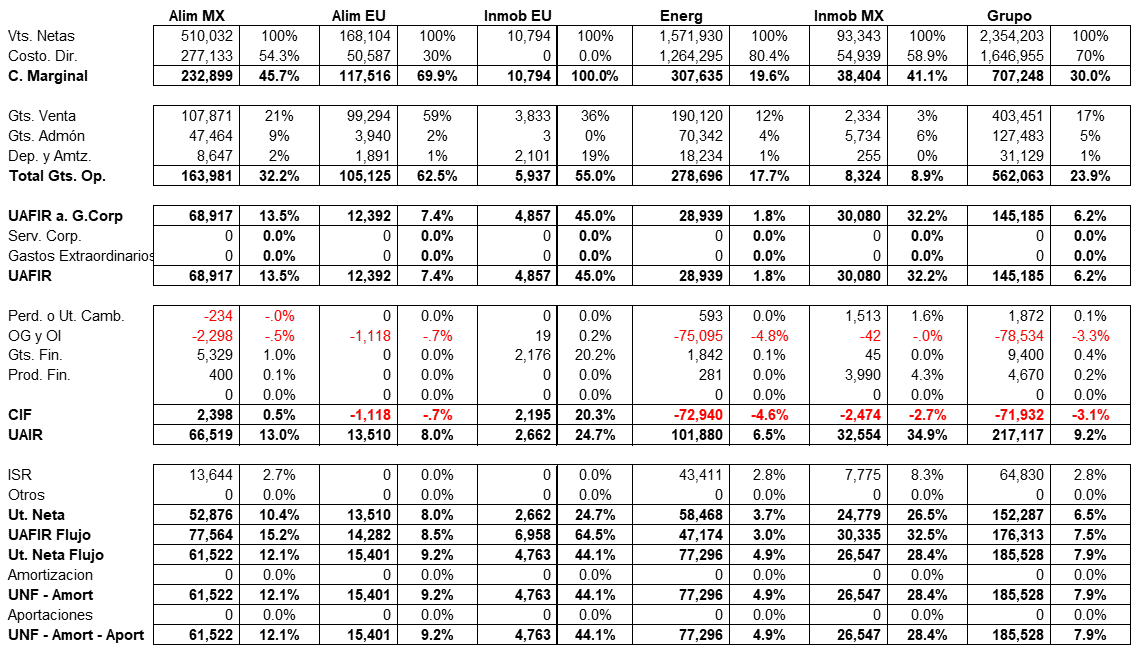 Alim MX Alim EU Inmob EU Energ Inmob MX Grupo
Vts. Netas 510,032 100% 168,104 100% 10,794 100% 1,571,930 100% 93,343 100% 2,354,203 100%
Costo. Dir. 277,133 54.3% 50,587 30% 0 0.0% 1,264,295 80.4% 54,939 58.9% 1,646,955 70%
C. Marginal 232,899 45.7% 117,516 69.9% 10,794 100.0% 307,635 19.6% 38,404 41.1% 707,248 30.0%
Gts. Venta 107,871 21% 99,294 59% 3,833 36% 190,120 12% 2,334 3% 403,451 17%
Gts. Admón 47,464 9% 3,940 2% 3 0% 70,342 4% 5,734 6% 127,483 5%
Dep. y Amtz. 8,647 2% 1,891 1% 2,101 19% 18,234 1% 255 0% 31,129 1%
Total Gts. Op. 163,981 32.2% 105,125 62.5% 5,937 55.0% 278,696 17.7% 8,324 8.9% 562,063 23.9%
UAFIR a. G.Corp 68,917 13.5% 12,392 7.4% 4,857 45.0% 28,939 1.8% 30,080 32.2% 145,185 6.2%
Serv. Corp. 0 0.0% 0 0.0% 0 0.0% 0 0.0% 0 0.0% 0 0.0%
Gastos Extraordinarios 0 0.0% 0 0.0% 0 0.0% 0 0.0% 0 0.0% 0 0.0%
UAFIR 68,917 13.5% 12,392 7.4% 4,857 45.0% 28,939 1.8% 30,080 32.2% 145,185 6.2%
Perd. o Ut. Camb. -234 -.0% 0 0.0% 0 0.0% 593 0.0% 1,513 1.6% 1,872 0.1%
OG y OI -2,298 -.5% -1,118 -.7% 19 0.2% -75,095 -4.8% -42 -.0% -78,534 -3.3%
Gts. Fin. 5,329 1.0% 0 0.0% 2,176 20.2% 1,842 0.1% 45 0.0% 9,400 0.4%
Prod. Fin. 400 0.1% 0 0.0% 0 0.0% 281 0.0% 3,990 4.3% 4,670 0.2%
0 0.0% 0 0.0% 0 0.0% 0 0.0% 0 0.0% 0 0.0%
CIF 2,398 0.5% -1,118 -.7% 2,195 20.3% -72,940 -4.6% -2,474 -2.7% -71,932 -3.1%
UAIR 66,519 13.0% 13,510 8.0% 2,662 24.7% 101,880 6.5% 32,554 34.9% 217,117 9.2%
ISR 13,644 2.7% 0 0.0% 0 0.0% 43,411 2.8% 7,775 8.3% 64,830 2.8%
Otros 0 0.0% 0 0.0% 0 0.0% 0 0.0% 0 0.0% 0 0.0%
Ut. Neta 52,876 10.4% 13,510 8.0% 2,662 24.7% 58,468 3.7% 24,779 26.5% 152,287 6.5%
UAFIR Flujo 77,564 15.2% 14,282 8.5% 6,958 64.5% 47,174 3.0% 30,335 32.5% 176,313 7.5%
Ut. Neta Flujo 61,522 12.1% 15,401 9.2% 4,763 44.1% 77,296 4.9% 26,547 28.4% 185,528 7.9%
Amortizacion 0 0.0% 0 0.0% 0 0.0% 0 0.0% 0 0.0% 0 0.0%
UNF - Amort 61,522 12.1% 15,401 9.2% 4,763 44.1% 77,296 4.9% 26,547 28.4% 185,528 7.9%
Aportaciones 0 0.0% 0 0.0% 0 0.0% 0 0.0% 0 0.0% 0 0.0%
UNF - Amort - Aport 61,522 12.1% 15,401 9.2% 4,763 44.1% 77,296 4.9% 26,547 28.4% 185,528 7.9%